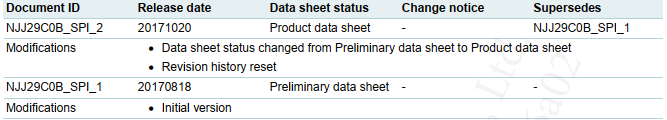 Document ID Release date Data sheet status Change notice Supersedes
NJJ29C0B_SPI_2 20171020 Product data sheet - NJJ29C0B_SPI_1
Modifications • Data sheet status changed from Preliminary data sheet to Product data sheet
• Revision history reset
NJJ29C0B_SPI_1 20170818 Preliminary data sheet - -
Modifications • Initial version